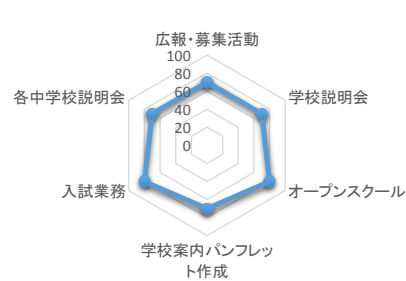 広報・募集活動
100
80
60
40
20
0
学校説明会
オープンスクール
学校案内パンフレッ
ト作成
入試業務
各中学校説明会